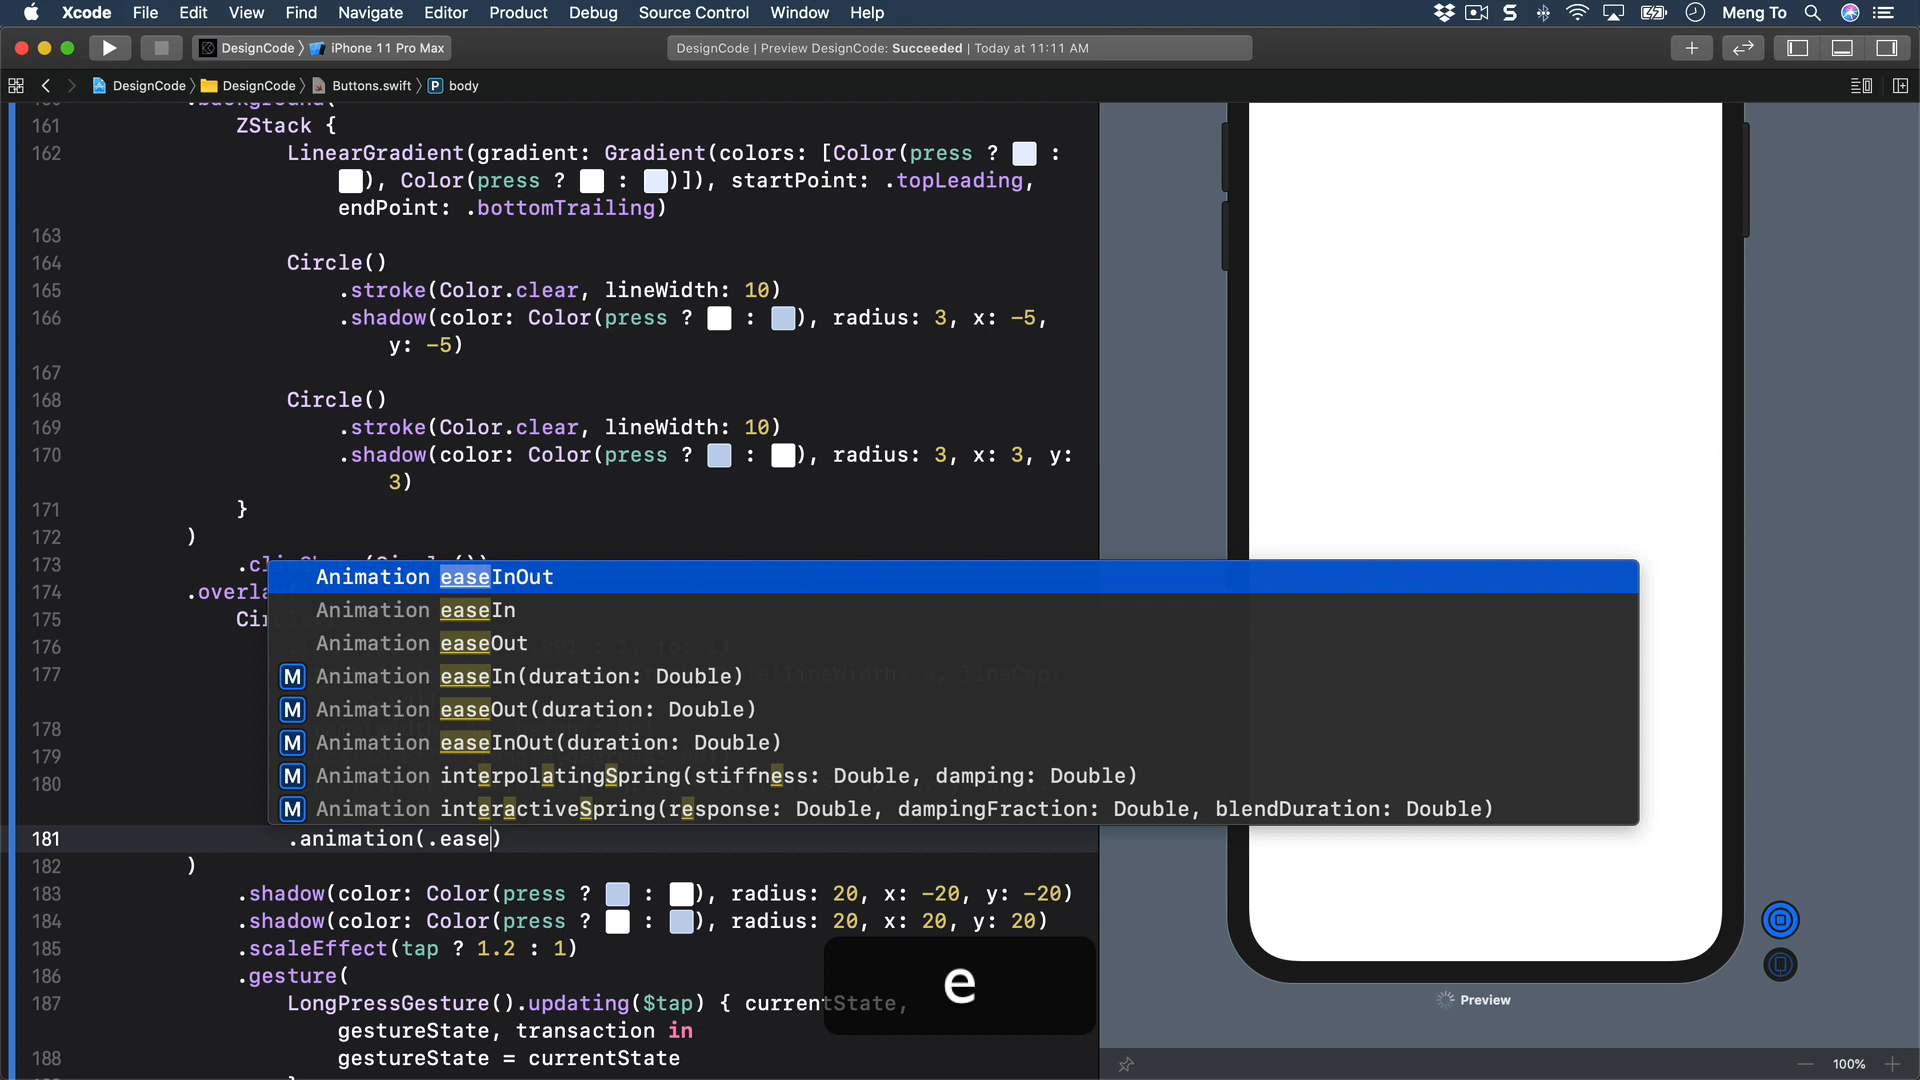 Xcode File Edit View Find Navigate Editor Product Debug Source Control Window Help Meng To
DesignCode iPhone 11 Pro Max DesignCode | Preview DesignCode: Succeeded | Today at 11:11 AM
DesignCode DesignCode Buttons.swift P body
161 ZStack {
162 LinearGradient(gradient: Gradient(colors: [Color(press ? :
), Color(press ? : )]), startPoint: .topLeading,
endPoint: .bottomTrailing)
163
164 Circle()
165 .stroke(Color.clear, lineWidth: 10)
166 .shadow(color: Color(press ? : ), radius: 3, x: -5,
y: -5)
167
168 Circle()
169 .stroke(Color.clear, lineWidth: 10)
170 .shadow(color: Color(press ? : ), radius: 3, x: 3, y:
3)
171 }
172 )
173
174 .overla
175 Ci
176
177
178
179
180
Animation easeInOut
Animation easeIn
Animation easeOut
M Animation easeIn(duration: Double)
M Animation easeOut(duration: Double)
M Animation easeInOut(duration: Double)
M Animation interpolatingSpring(stiffness: Double, damping: Double)
M Animation interactiveSpring(response: Double, dampingFraction: Double, blendDuration: Double)
181 .animation(.ease)
182 )
183 .shadow(color: Color(press ? : ), radius: 20, x: -20, y: -20)
184 .shadow(color: Color(press ? : ), radius: 20, x: 20, y: 20)
185 .scaleEffect(tap ? 1.2 : 1)
186 .gesture(
187 LongPressGesture().updating($tap) { currentState,
gestureState, transaction in
188 gestureState = currentState
e
Preview
100%